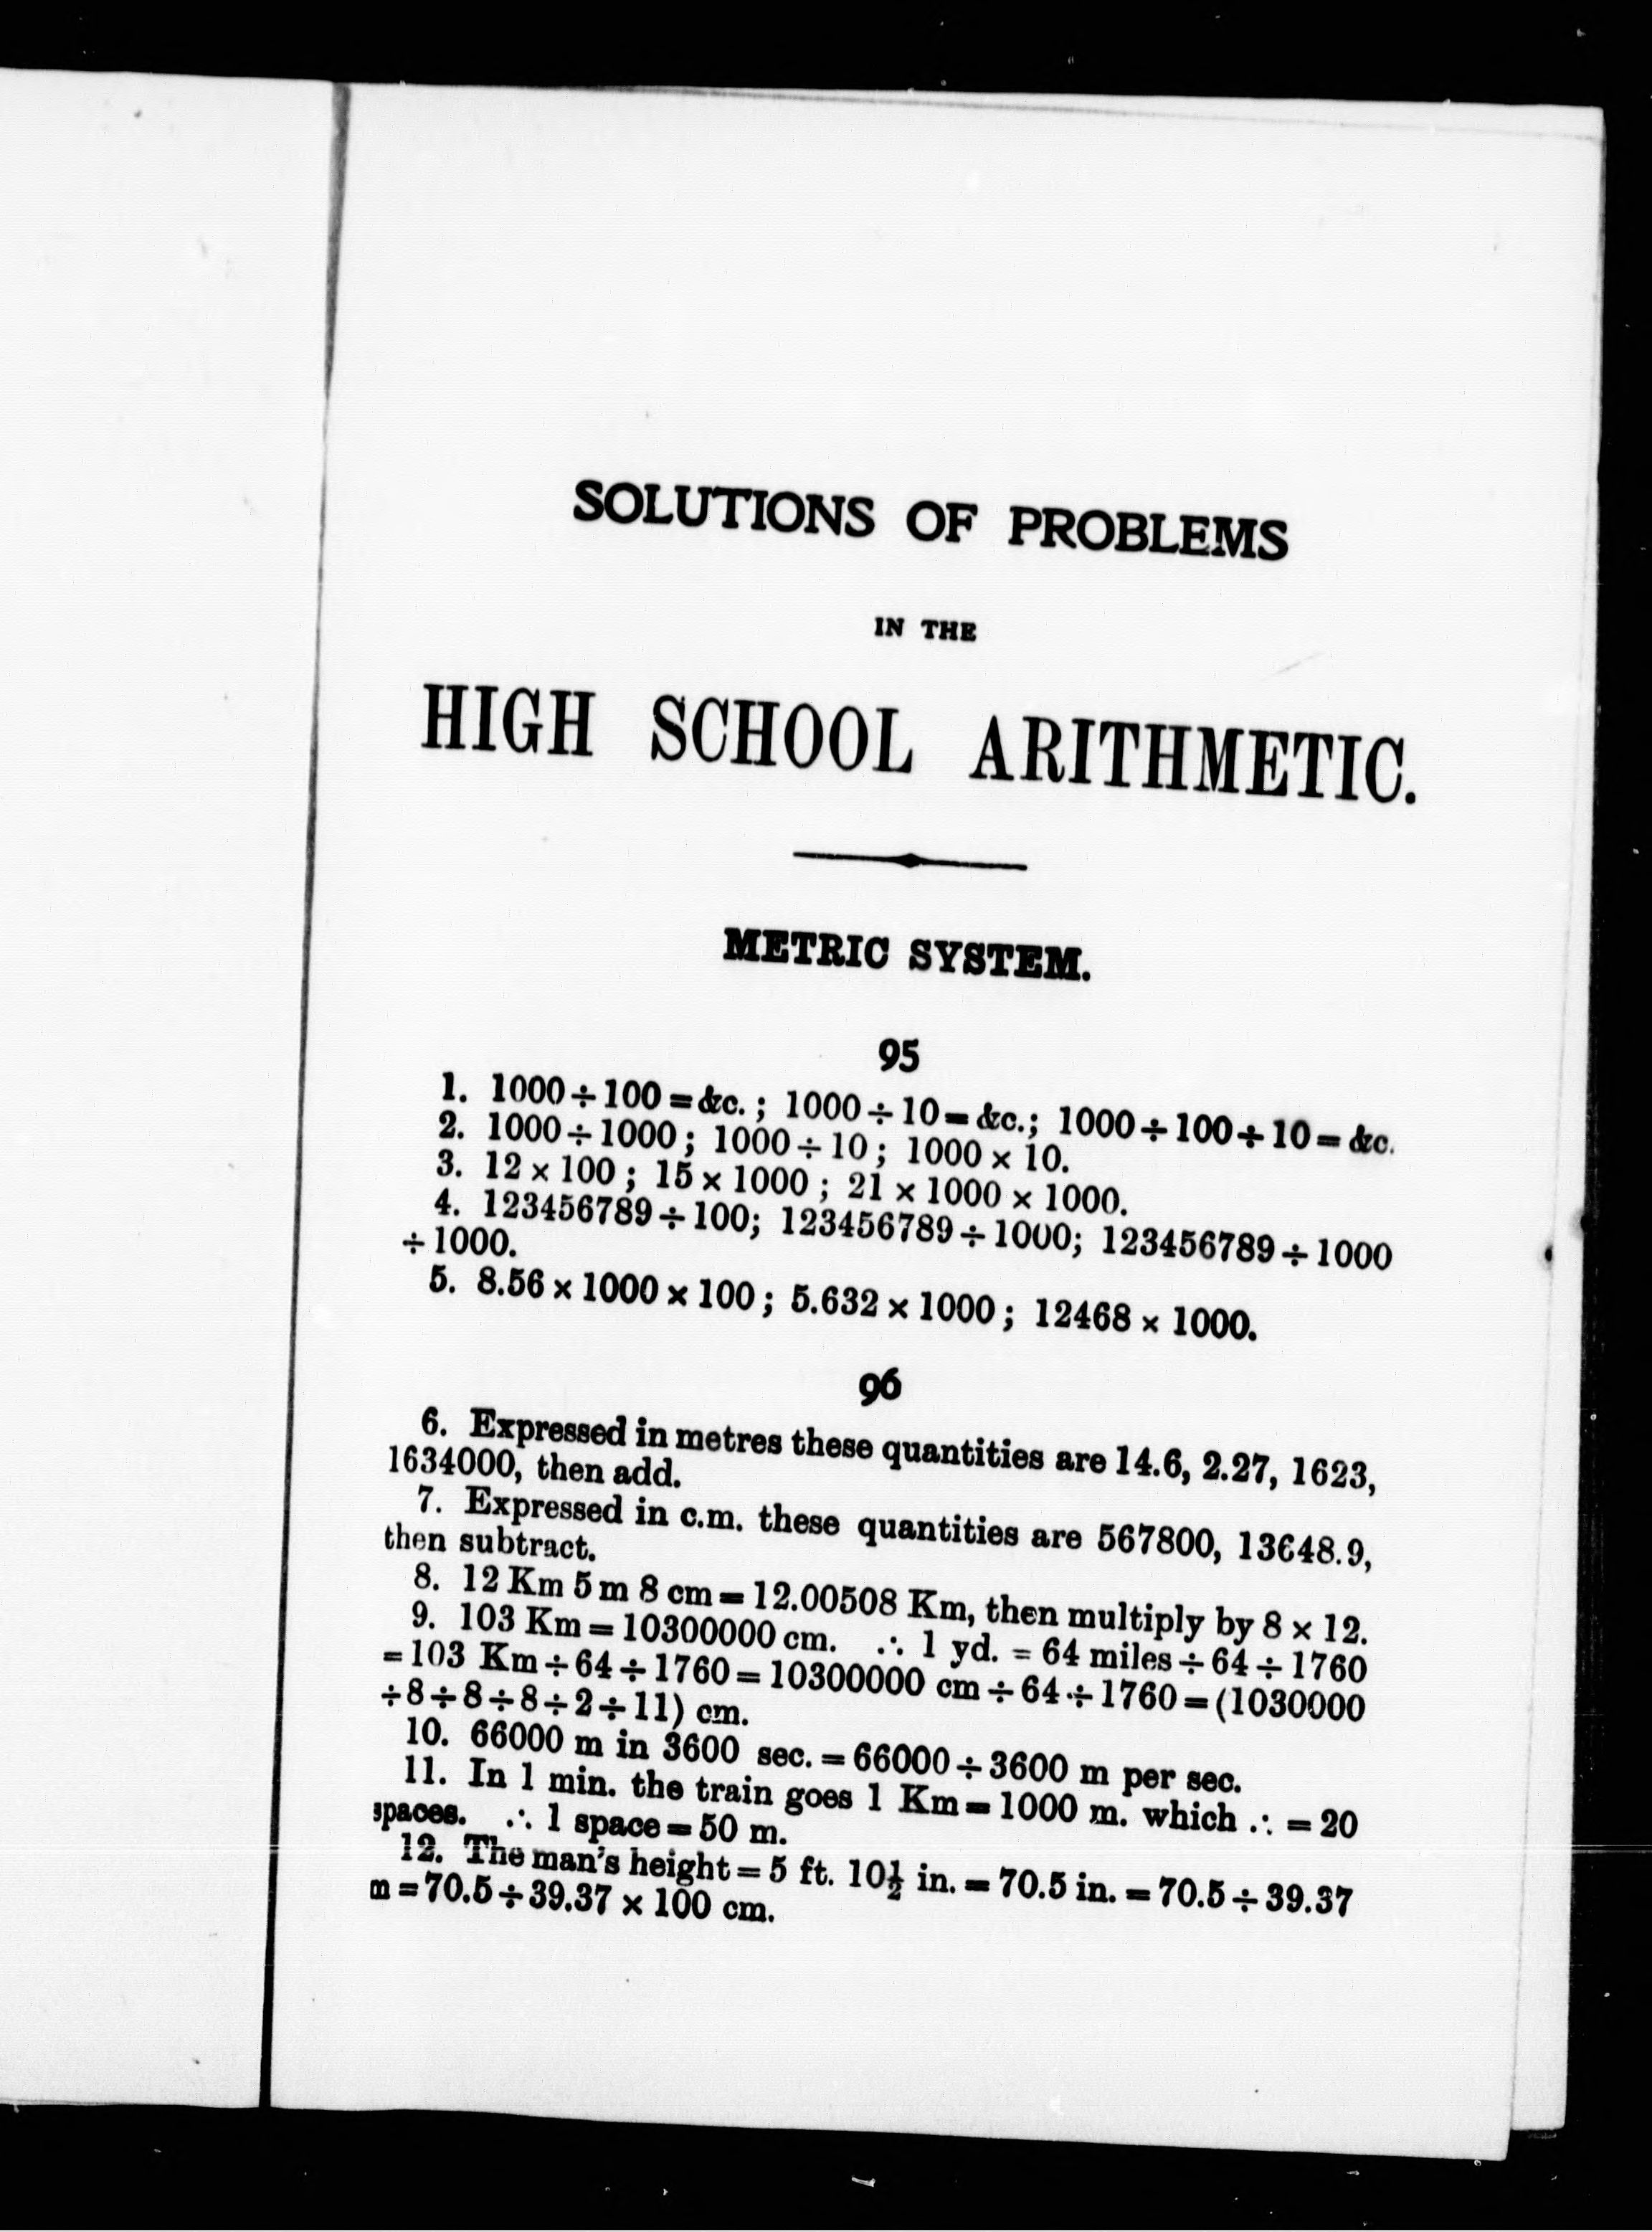 SOLUTIONS OF PROBLEMS
IN THE
HIGH SCHOOL ARITHMETIC.
METRIC SYSTEM.
95
1. 1000÷100=&c.; 1000÷10=&c.; 1000÷100÷10=&c.
2. 1000÷1000; 1000÷10; 1000 × 10.
3. 12 × 100; 15 × 1000; 21 × 1000 × 1000.
4. 123456789÷100; 123456789÷1000; 123456789÷1000
÷1000.
5. 8.56 × 1000 × 100; 5.632 × 1000; 12468 × 1000.
96
6. Expressed in metres these quantities are 14.6, 2.27, 1623,
1634000, then add.
7. Expressed in c.m. these quantities are 567800, 13648.9,
then subtract.
8. 12 Km 5 m 8 cm = 12.00508 Km, then multiply by 8 × 12.
9. 103 Km = 10300000 cm. ∴ 1 yd. = 64 miles ÷ 64 ÷ 1760
= 103 Km ÷ 64 ÷ 1760 = 10300000 cm ÷ 64 ÷ 1760 = (1030000
÷8÷8÷8÷2÷11) cm.
10. 66000 m in 3600 sec. = 66000 ÷ 3600 m per sec.
11. In 1 min. the train goes 1 Km = 1000 m. which ∴ = 20
spaces. ∴ 1 space = 50 m.
12. The man's height = 5 ft. 10½ in. = 70.5 in. = 70.5 ÷ 39.37
m = 70.5 ÷ 39.37 × 100 cm.